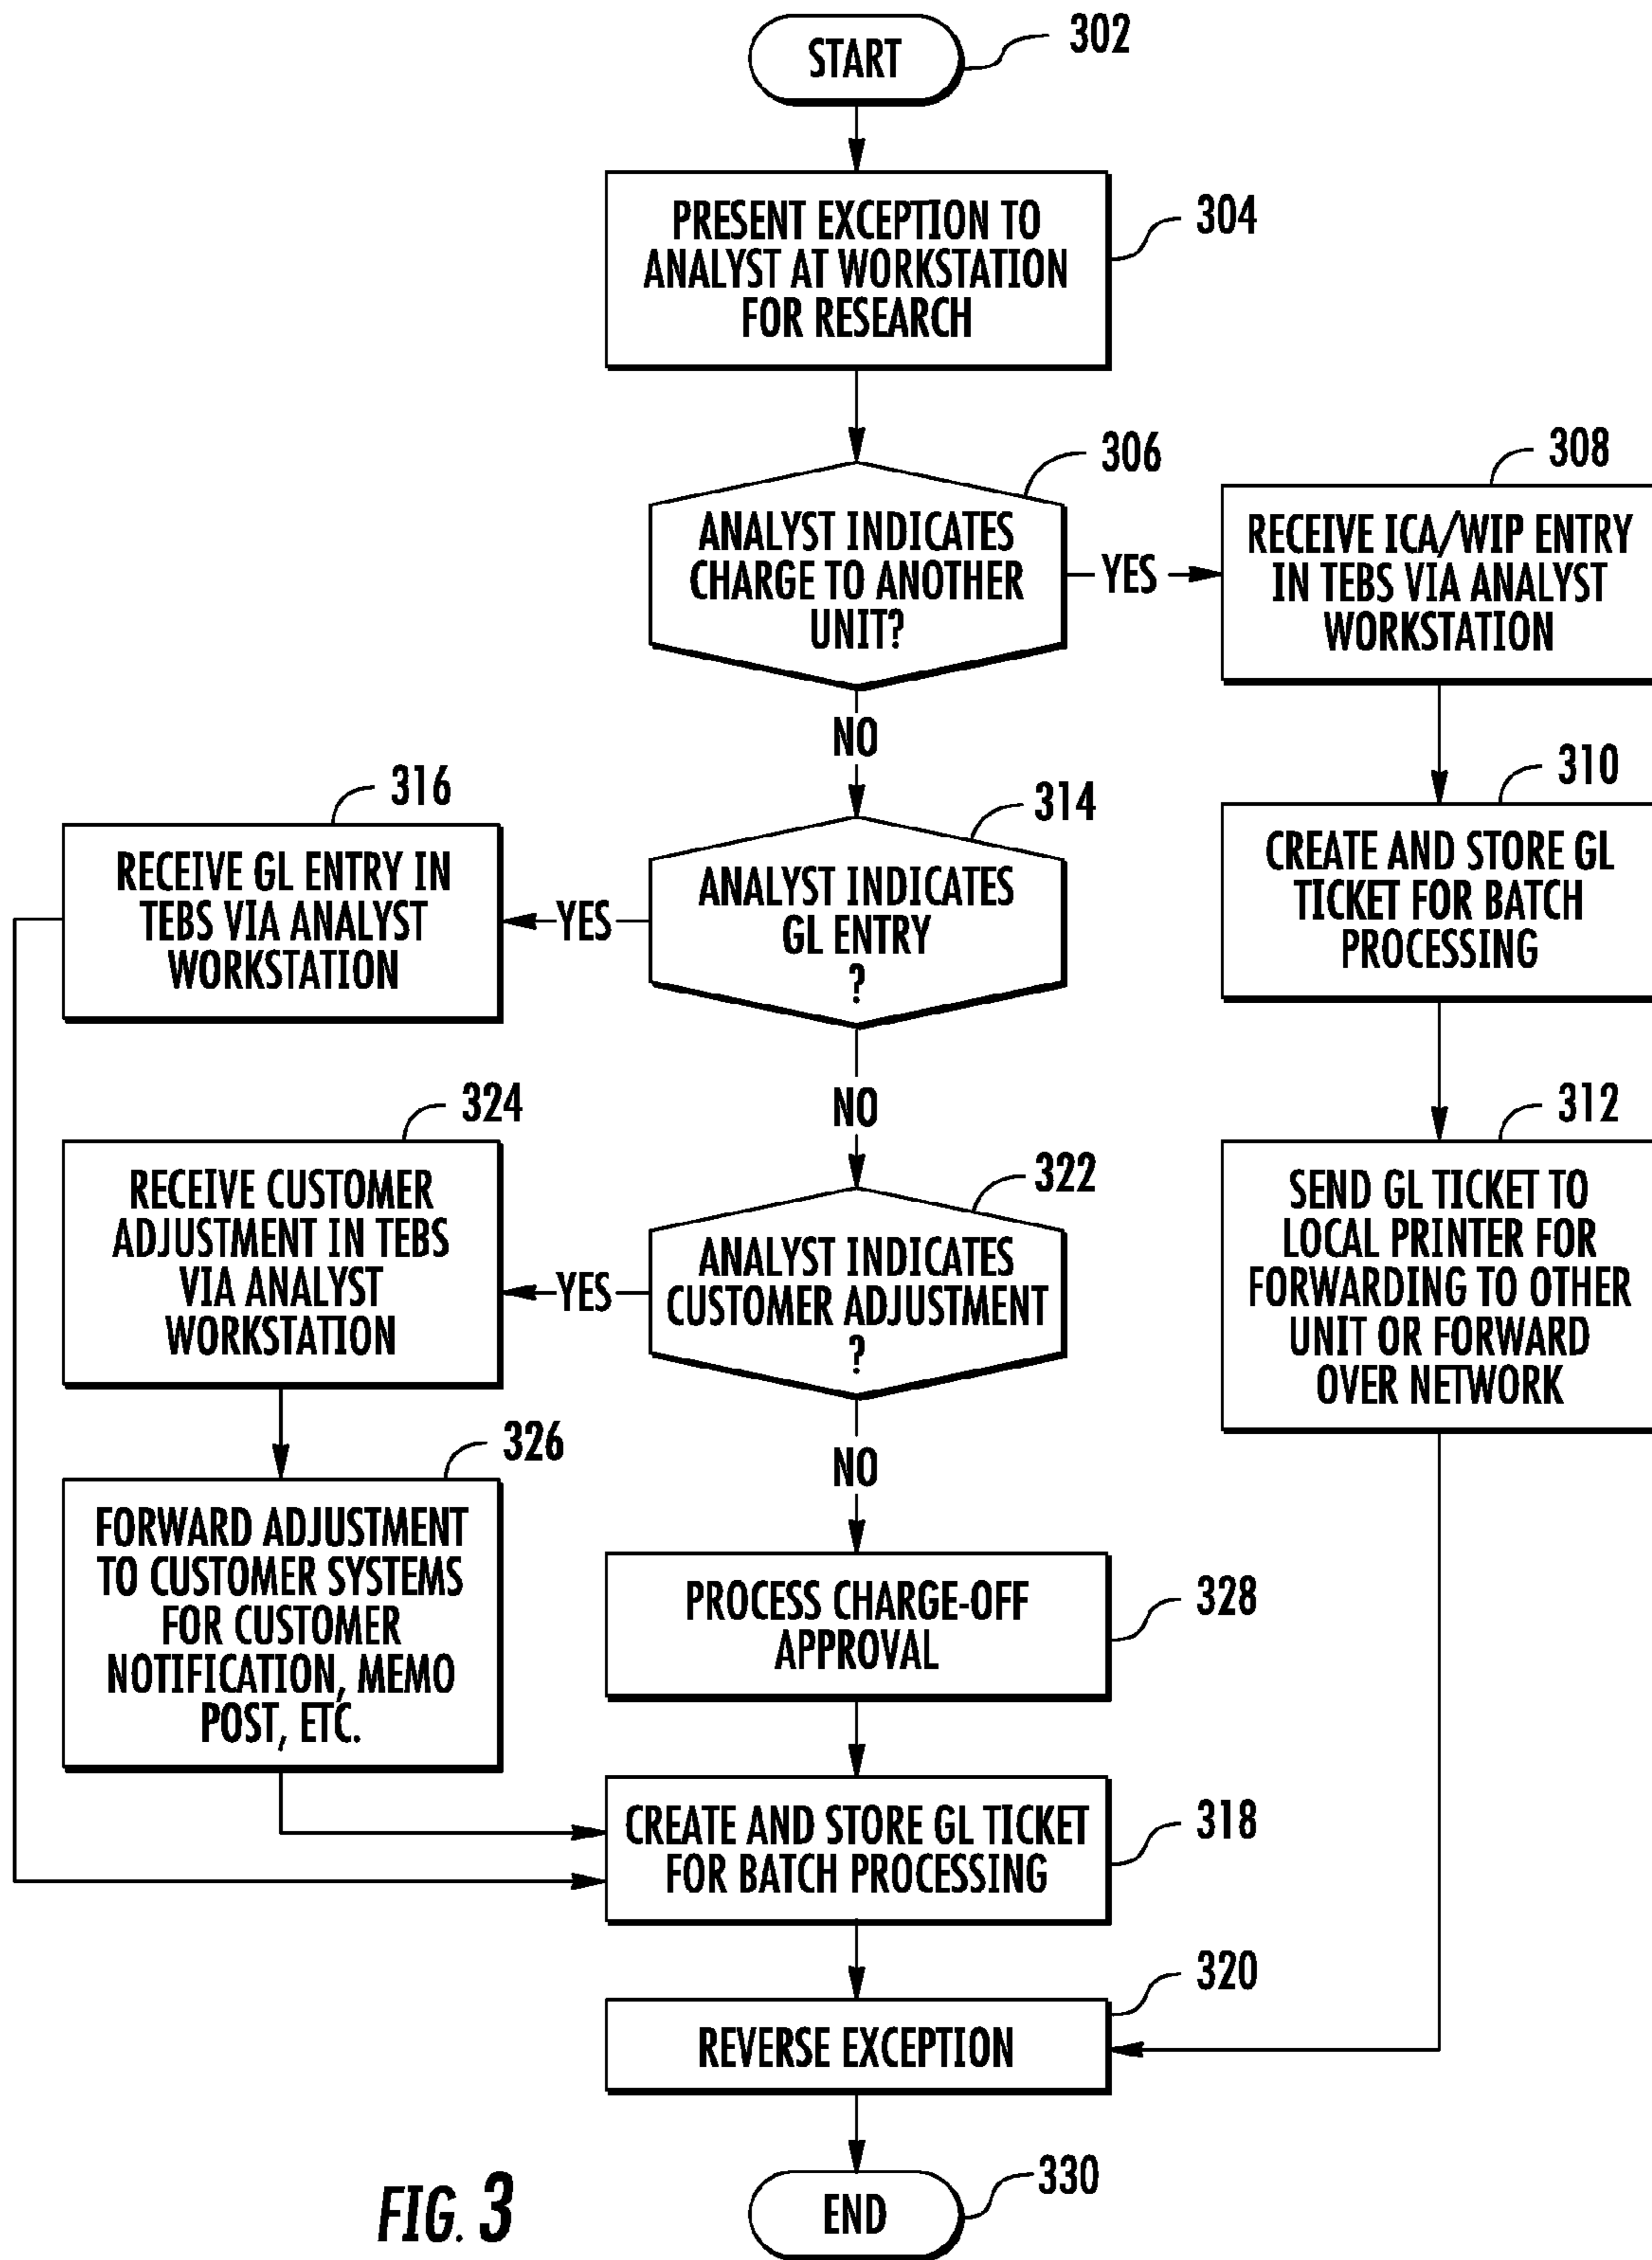 START
302
PRESENT EXCEPTION TO
ANALYST AT WORKSTATION
FOR RESEARCH
304
306
ANALYST INDICATES
CHARGE TO ANOTHER
UNIT?
YES
308
RECEIVE ICA/WIP ENTRY
IN TEBS VIA ANALYST
WORKSTATION
NO
310
CREATE AND STORE GL
TICKET FOR BATCH
PROCESSING
312
SEND GL TICKET TO
LOCAL PRINTER FOR
FORWARDING TO OTHER
UNIT OR FORWARD
OVER NETWORK
314
ANALYST INDICATES
GL ENTRY
?
YES
316
RECEIVE GL ENTRY IN
TEBS VIA ANALYST
WORKSTATION
NO
322
ANALYST INDICATES
CUSTOMER ADJUSTMENT
?
YES
324
RECEIVE CUSTOMER
ADJUSTMENT IN TEBS
VIA ANALYST
WORKSTATION
326
FORWARD ADJUSTMENT
TO CUSTOMER SYSTEMS
FOR CUSTOMER
NOTIFICATION, MEMO
POST, ETC.
NO
PROCESS CHARGE-OFF
APPROVAL
328
CREATE AND STORE GL TICKET
FOR BATCH PROCESSING
318
REVERSE EXCEPTION
320
END
330
FIG. 3